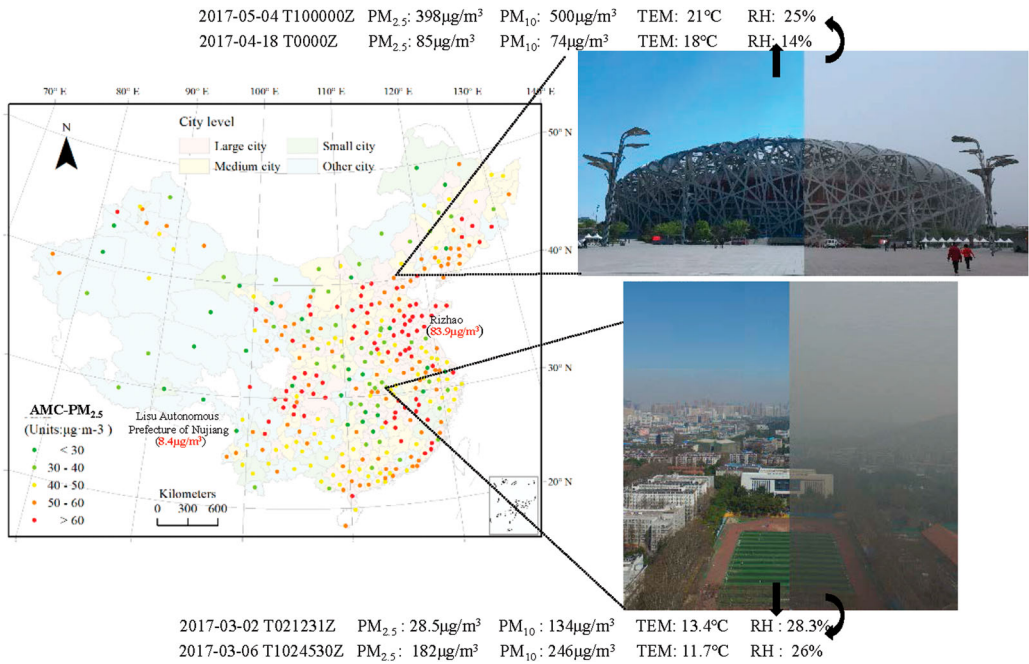 2017-05-04 T100000Z PM2.5: 398μg/m³ PM10: 500μg/m³ TEM: 21℃ RH: 25%
2017-04-18 T0000Z PM2.5: 85μg/m³ PM10: 74μg/m³ TEM: 18℃ RH: 14%
70° E 80° E 90° E 100° E 110° E 120° E 130° E 140° E
N
City level
Large city Small city
Medium city Other city
50° N
40° N
30° N
20° N
Rizhao
(83.9μg/m³)
Lisu Autonomous
Prefecture of Nujiang
(8.4μg/m³)
AMC-PM2.5
(Units:μg·m-3 )
< 30
30 - 40
40 - 50
50 - 60
> 60
Kilometers
0 300 600
2017-03-02 T021231Z PM2.5 : 28.5μg/m³ PM10 : 134μg/m³ TEM: 13.4℃ RH : 28.3%
2017-03-06 T1024530Z PM2.5 : 182μg/m³ PM10 : 246μg/m³ TEM: 11.7℃ RH : 26%